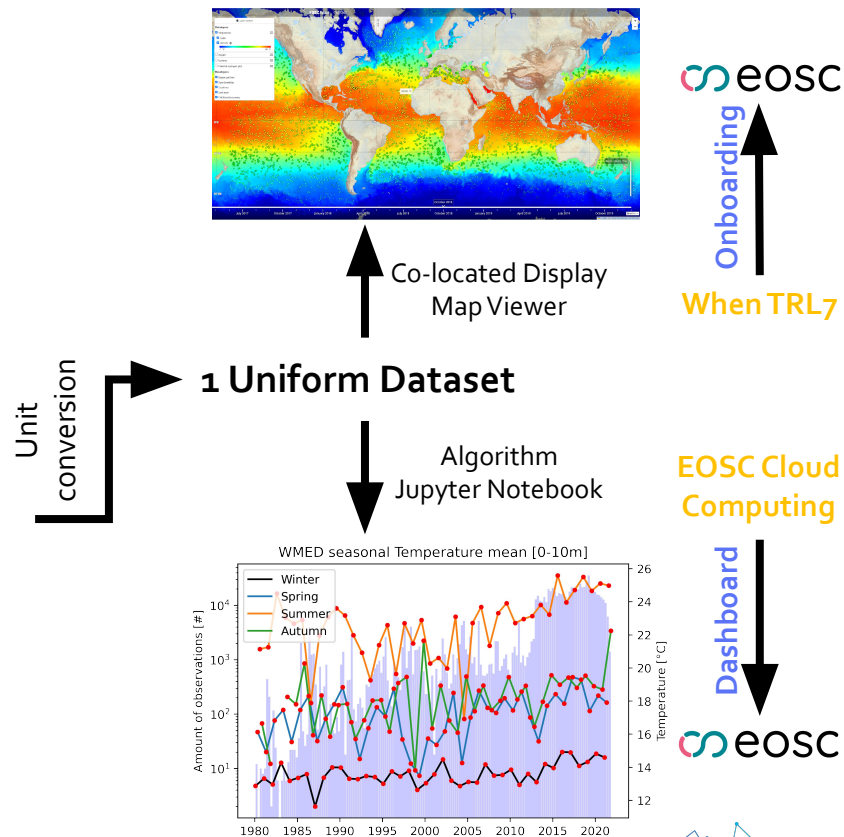 eosc
Onboarding
When TRL7
Co-located Display
Map Viewer
Unit
conversion
1 Uniform Dataset
Algorithm
Jupyter Notebook
EOSC Cloud
Computing
Dashboard
eosc
WMED seasonal Temperature mean [0-10m]
Winter
Spring
Summer
Autumn
Amount of observations [#]
10⁴
10³
10²
10¹
Temperature [°C]
26
24
22
20
18
16
14
12
1980 1985 1990 1995 2000 2005 2010 2015 2020